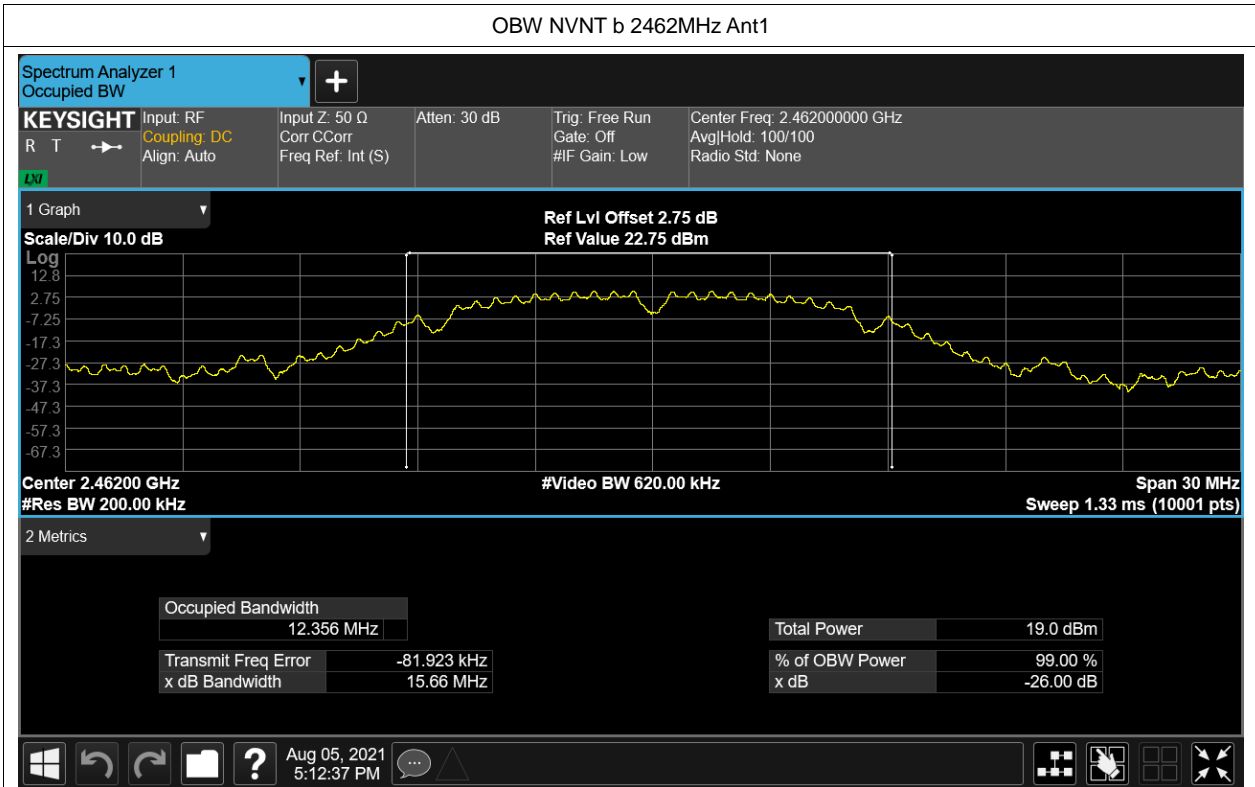 OBW NVNT b 2462MHz Ant1
Spectrum Analyzer 1
Occupied BW
KEYSIGHT
R T
LXI
Input: RF
Coupling: DC
Align: Auto
Input Z: 50 Ω
Corr CCorr
Freq Ref: Int (S)
Atten: 30 dB
Trig: Free Run
Gate: Off
#IF Gain: Low
Center Freq: 2.462000000 GHz
Avg|Hold: 100/100
Radio Std: None
1 Graph
Scale/Div 10.0 dB
Ref Lvl Offset 2.75 dB
Ref Value 22.75 dBm
Log
12.8
2.75
-7.25
-17.3
-27.3
-37.3
-47.3
-57.3
-67.3
Center 2.46200 GHz
#Video BW 620.00 kHz
Span 30 MHz
#Res BW 200.00 kHz
Sweep 1.33 ms (10001 pts)
2 Metrics
Occupied Bandwidth
12.356 MHz
Total Power 19.0 dBm
Transmit Freq Error -81.923 kHz
% of OBW Power 99.00 %
x dB Bandwidth 15.66 MHz
x dB -26.00 dB
?
Aug 05, 2021
5:12:37 PM